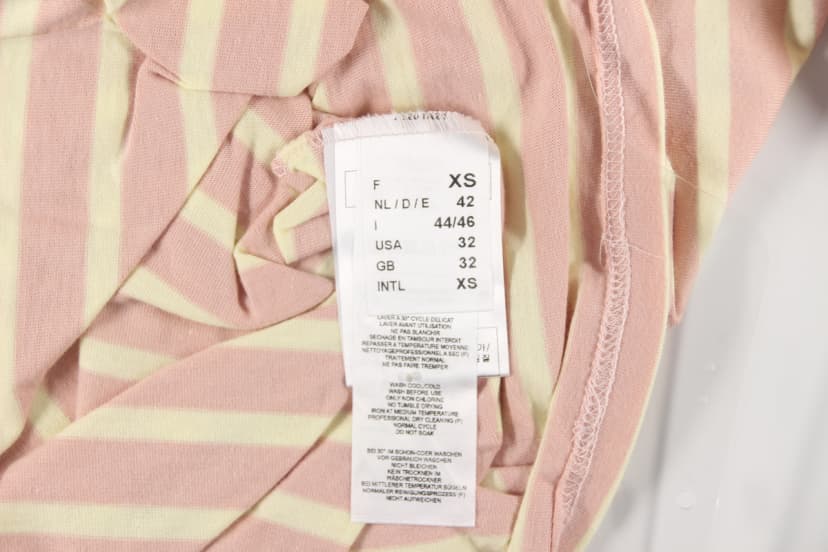 F XS
NL / D / E 42
I 44/46
USA 32
GB 32
INTL XS
LAVER A 30° CYCLE DELICAT
LAVER AVANT UTILISATION
NE PAS BLANCHIR
SECHAGE EN TAMBOUR INTERDIT
REPASSER A TEMPERATURE MOYENNE
NETTOYAGEPROFESSIONNEL A SEC (F)
TRAITEMENT NORMAL
NE PAS FAIRE TREMPER
WASH COOL/COLD
WASH BEFORE USE
ONLY NON CHLORINE
NO TUMBLE DRYING
IRON AT MEDIUM TEMPERATURE
PROFESSIONAL DRY CLEANING (F)
NORMAL CYCLE
DO NOT SOAK
BEI 30° IM SCHON-ODER WASCHEN
VOR GEBRAUCH WASCHEN
NICHT BLEICHEN
KEIN TROCKNEN IM
WÄSCHETROCKNER
BEI MITTLERER TEMPERATUR BÜGELN
NORMALER REINIGUNGSPROZESS (F)
NICHT AUFWEICHEN